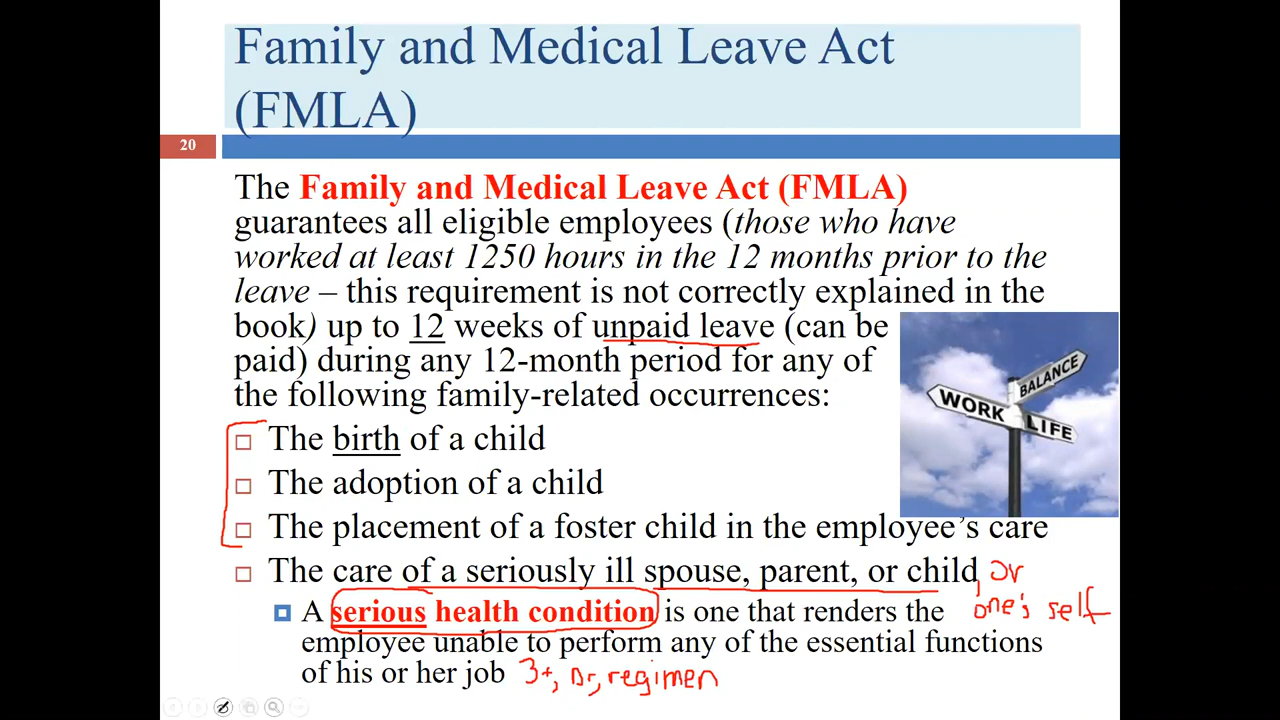 Family and Medical Leave Act
(FMLA)
20
The Family and Medical Leave Act (FMLA)
guarantees all eligible employees (those who have
worked at least 1250 hours in the 12 months prior to the
leave – this requirement is not correctly explained in the
book) up to 12 weeks of unpaid leave (can be
paid) during any 12-month period for any of
the following family-related occurrences:
BALANCE
WORK
LIFE
The birth of a child
The adoption of a child
The placement of a foster child in the employee's care
The care of a seriously ill spouse, parent, or child, or
one's self
A serious health condition is one that renders the
employee unable to perform any of the essential functions
of his or her job 3+, Dr, regimen